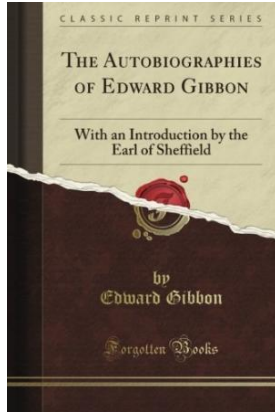 CLASSIC REPRINT SERIES
THE AUTOBIOGRAPHIES
OF EDWARD GIBBON
With an Introduction by the
Earl of Sheffield
by
Edward Gibbon
Forgotten Books